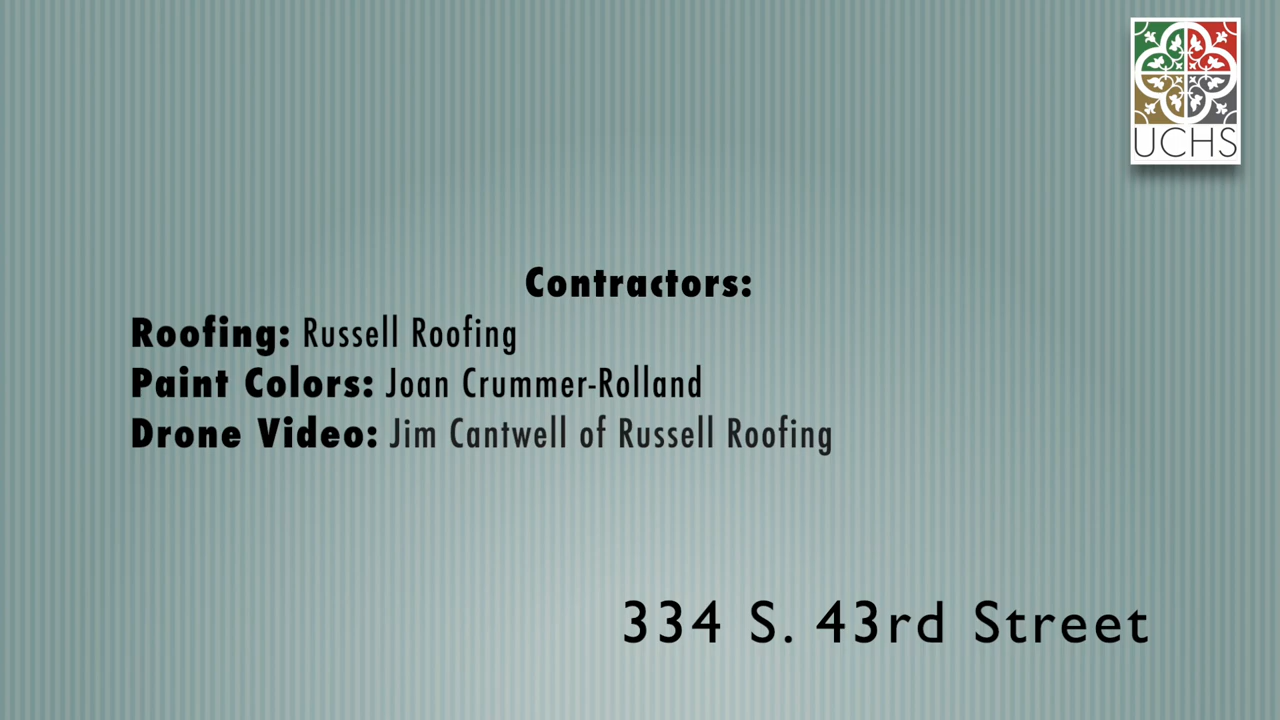 UCHS
Contractors:
Roofing: Russell Roofing
Paint Colors: Joan Crummer-Rolland
Drone Video: Jim Cantwell of Russell Roofing
334 S. 43rd Street